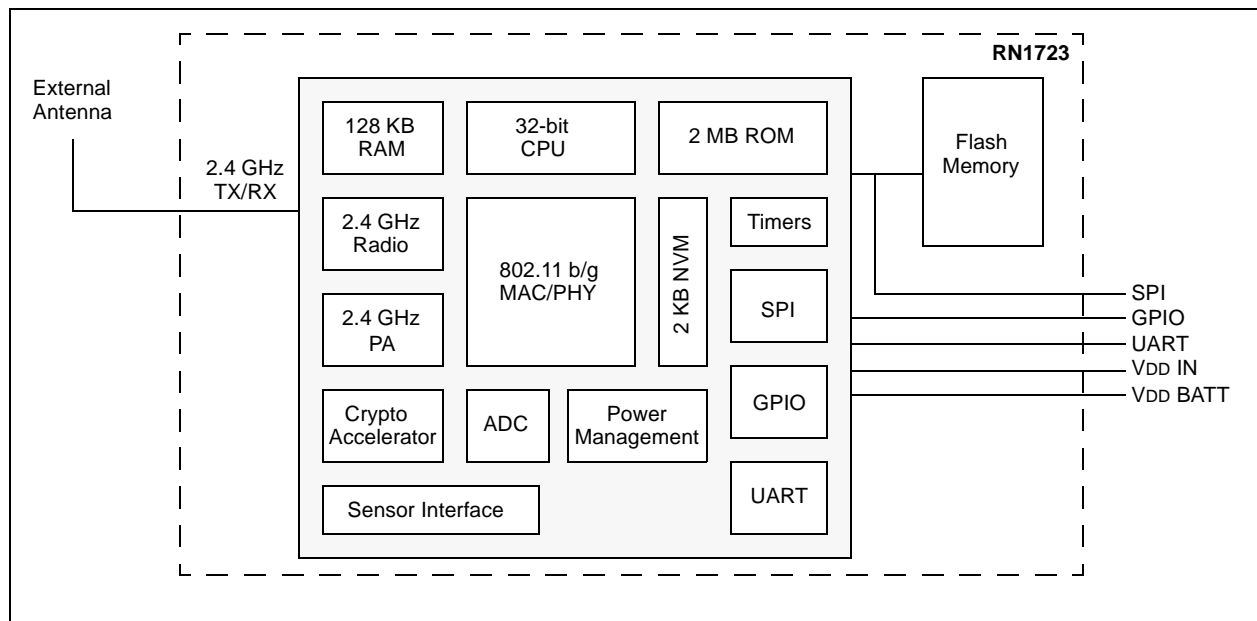 RN1723
External
Antenna
2.4 GHz
TX/RX
128 KB
RAM
32-bit
CPU
2 MB ROM
Flash
Memory
2.4 GHz
Radio
802.11 b/g
MAC/PHY
2 KB NVM
Timers
2.4 GHz
PA
SPI
Crypto
Accelerator
ADC
Power
Management
GPIO
Sensor Interface
UART
SPI
GPIO
UART
VDD IN
VDD BATT